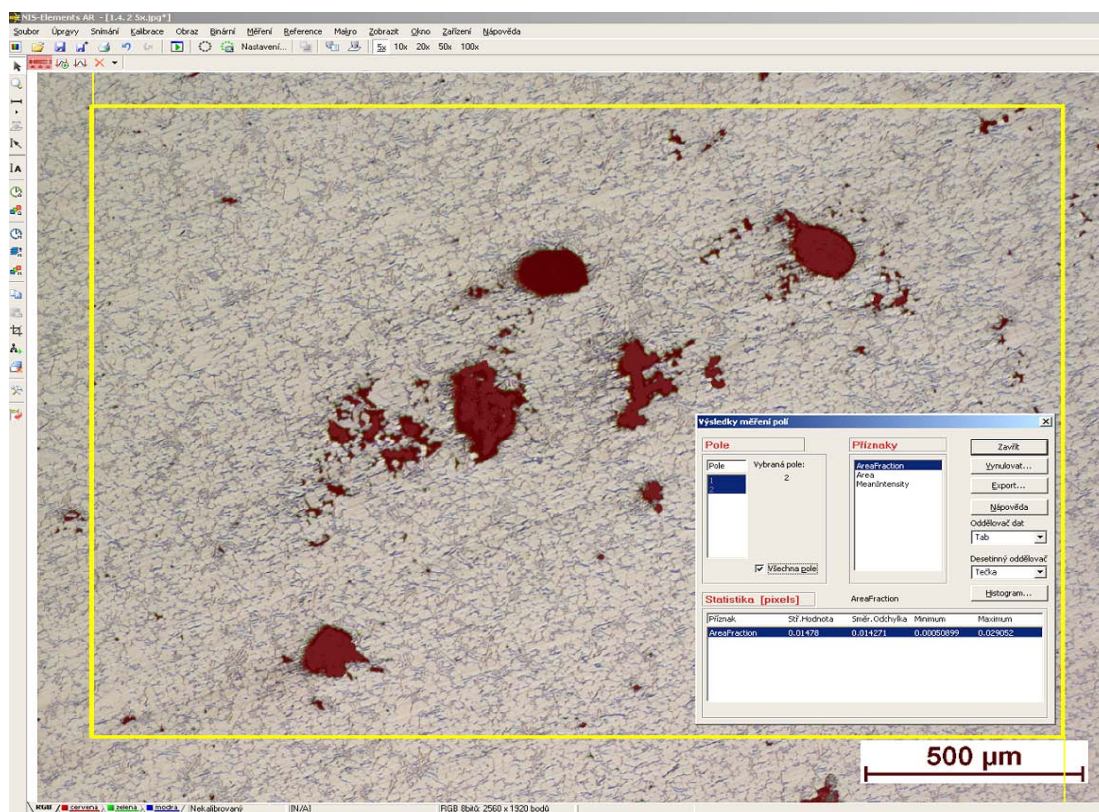 NIS-Elements AR - [1.4. 2 5x.jpg*]
Soubor Úpravy Snímání Kalibrace Obraz Binární Měření Reference Makro Zobrazit Okno Zařízení Nápověda
Nastavení... 5x 10x 20x 50x 100x
Výsledky měření polí
Pole
Pole
1
2
Vybraná pole:
2
Všechna pole
Příznaky
AreaFraction
Area
MeanIntensity
Zavřít
Vynulovat...
Export...
Nápověda
Oddělovač dat
Tab
Desetinný oddělovač
Tečka
Histogram...
Statistika [pixels] AreaFraction
Příznak Stř.Hodnota Směr.Odchylka Minimum Maximum
AreaFraction 0.01478 0.014271 0.00050899 0.029052
500 µm
RGB červená zelená modrá Nekalibrovaný [N/A] RGB 8bitů: 2560 x 1920 bodů